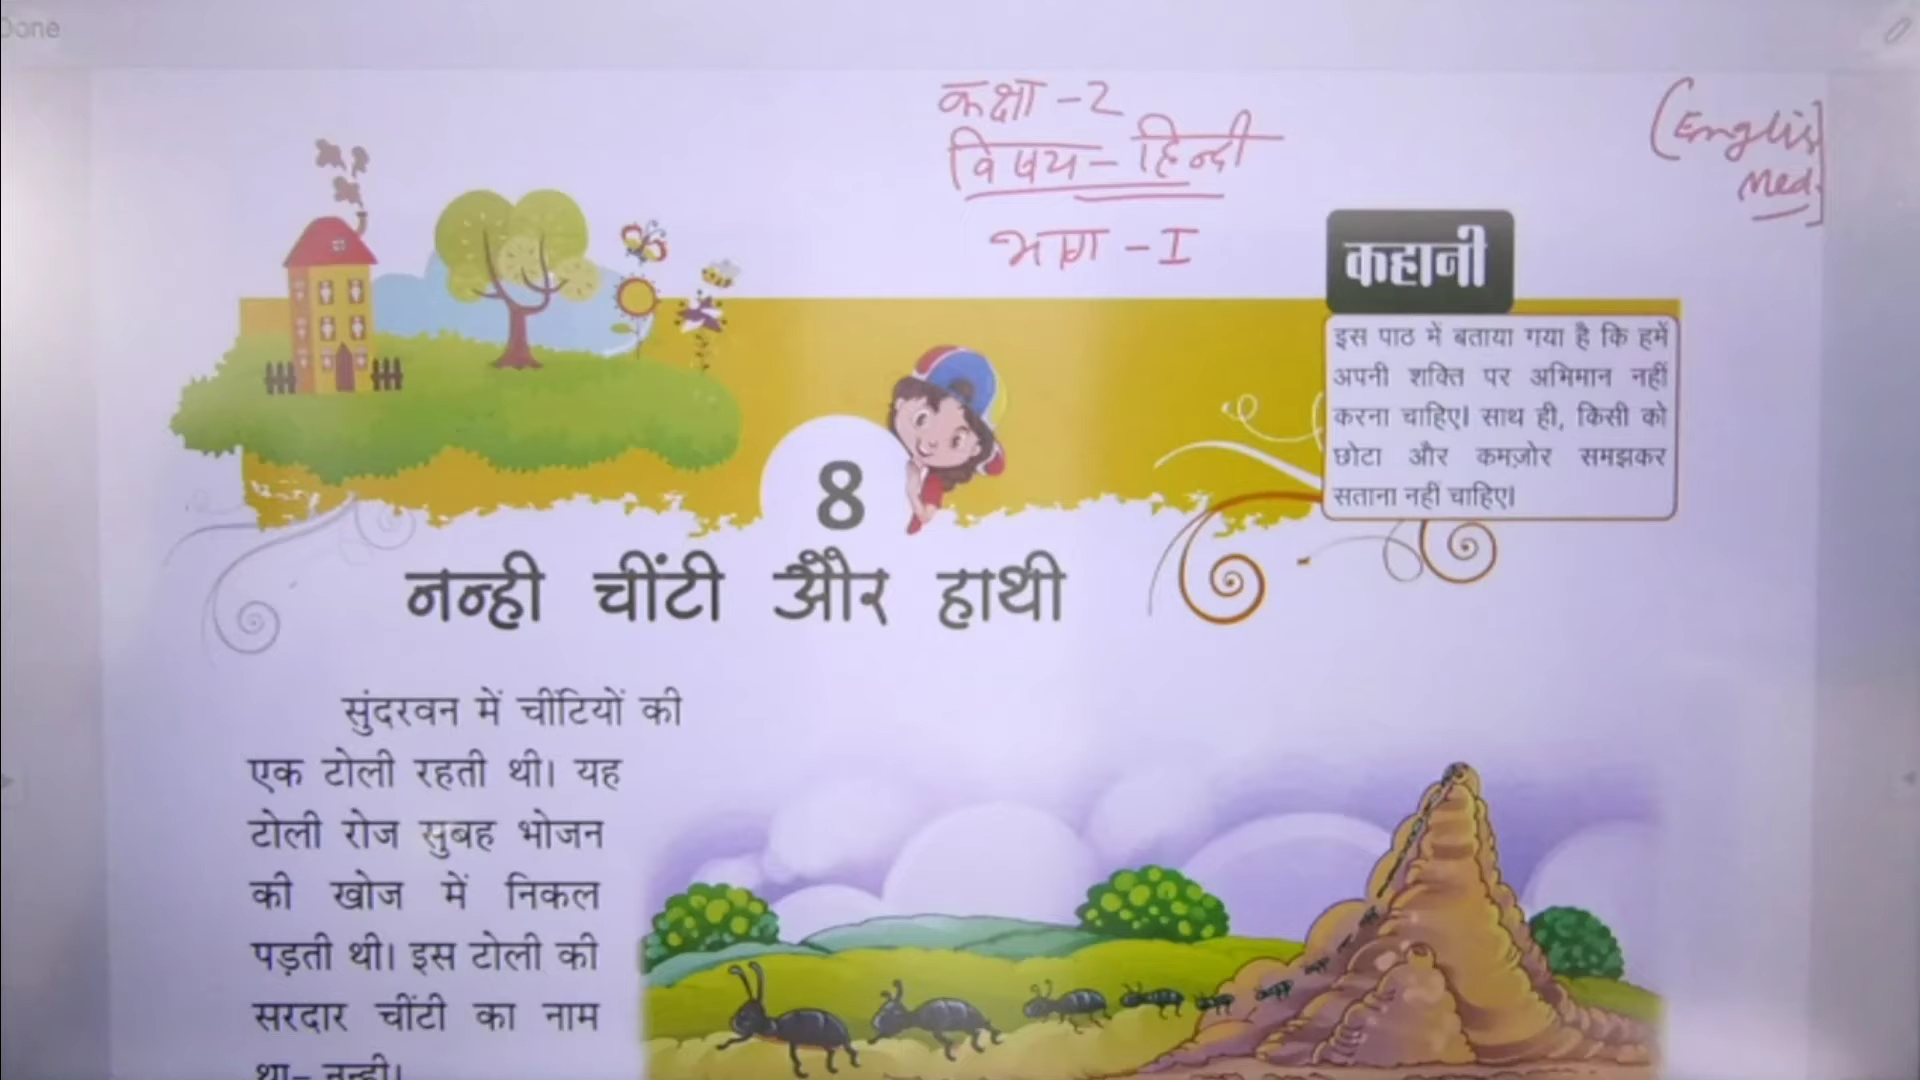 Done
कक्षा - 2
विषय - हिन्दी
भाग - I
(English
Med.]
कहानी
इस पाठ में बताया गया है कि हमें
अपनी शक्ति पर अभिमान नहीं
करना चाहिए। साथ ही, किसी को
छोटा और कमज़ोर समझकर
सताना नहीं चाहिए।
8
नन्ही चींटी और हाथी
सुंदरवन में चींटियों की
एक टोली रहती थी। यह
टोली रोज सुबह भोजन
की खोज में निकल
पड़ती थी। इस टोली की
सरदार चींटी का नाम
था– नन्ही।